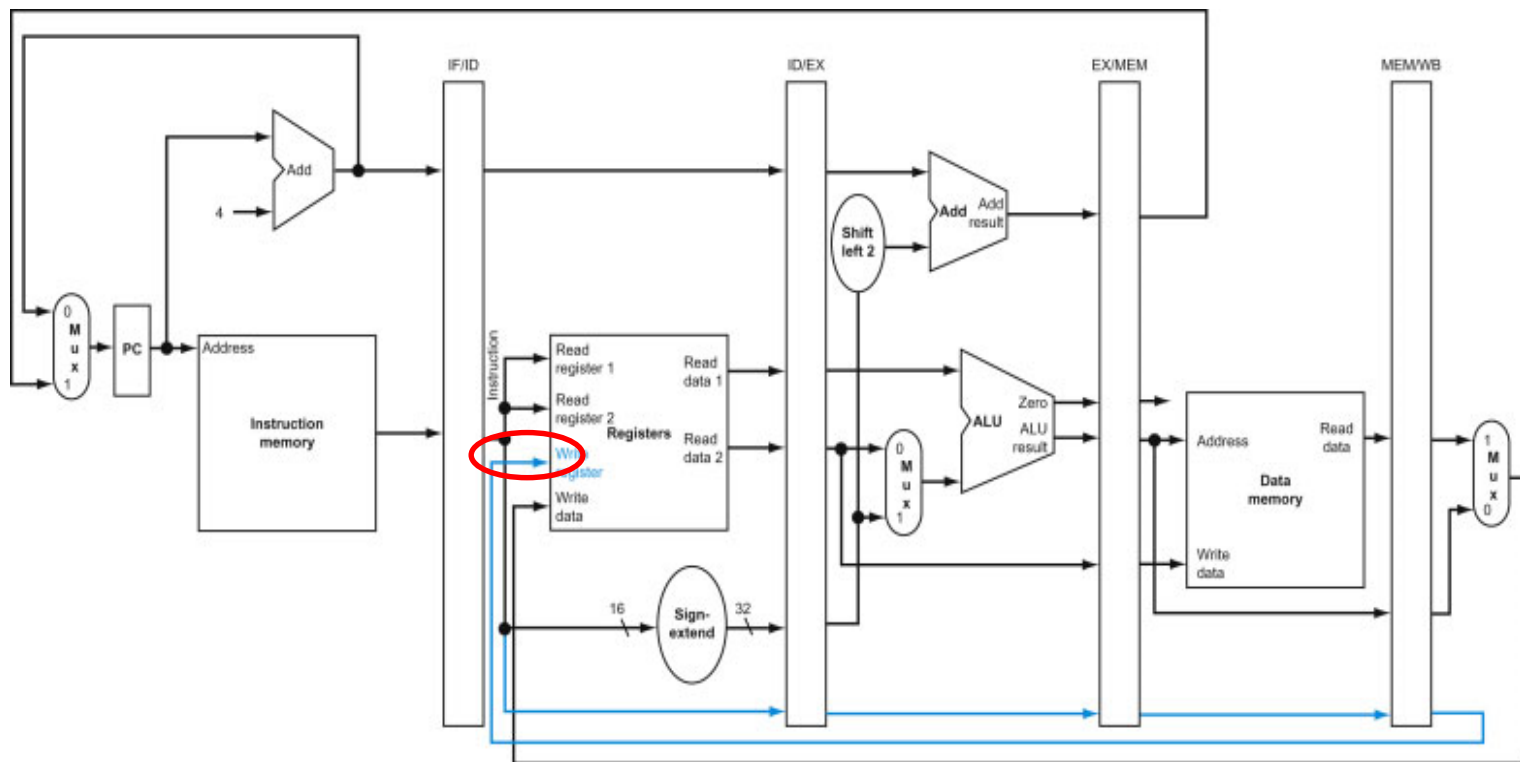 IF/ID
ID/EX
EX/MEM
MEM/WB
Add
4
Add
Add
result
Shift
left 2
0
M
u
x
1
PC
Address
Instruction
memory
Instruction
Read
register 1
Read
register 2
Write
register
Write
data
Registers
Read
data 1
Read
data 2
16
Sign-
extend
32
0
M
u
x
1
Zero
ALU
ALU
result
Address
Read
data
Data
memory
Write
data
1
M
u
x
0